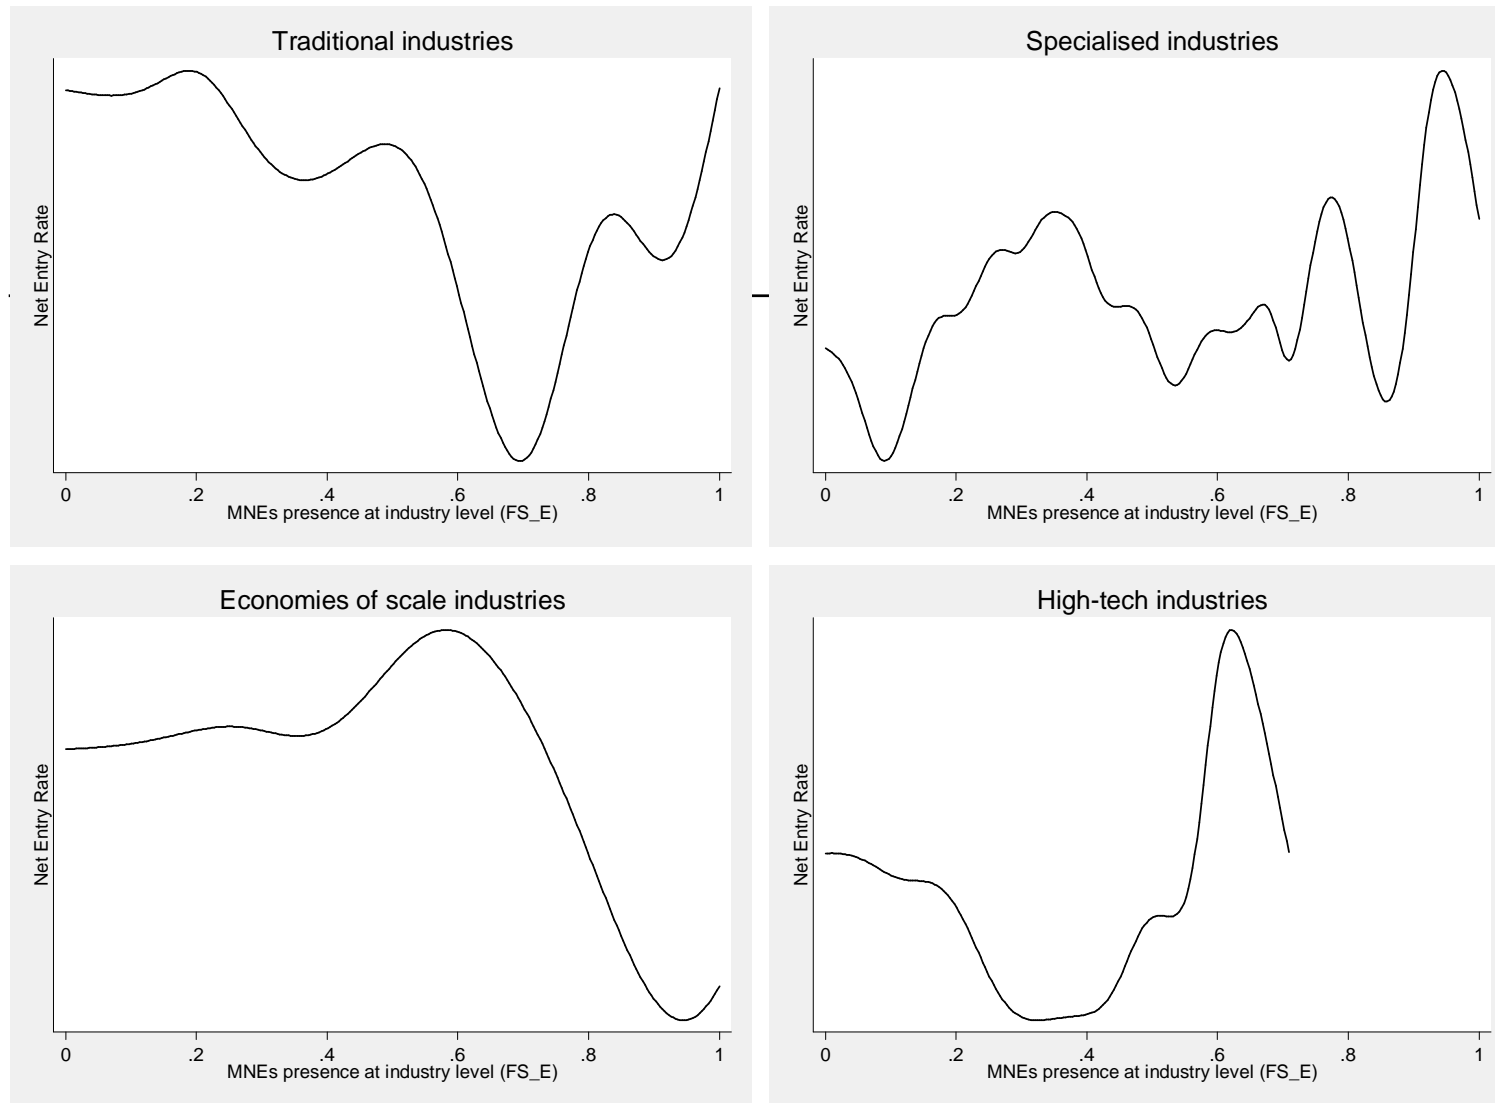 Traditional industries
Net Entry Rate
0 .2 .4 .6 .8 1
MNEs presence at industry level (FS_E)
Specialised industries
Net Entry Rate
0 .2 .4 .6 .8 1
MNEs presence at industry level (FS_E)
Economies of scale industries
Net Entry Rate
0 .2 .4 .6 .8 1
MNEs presence at industry level (FS_E)
High-tech industries
Net Entry Rate
0 .2 .4 .6 .8 1
MNEs presence at industry level (FS_E)